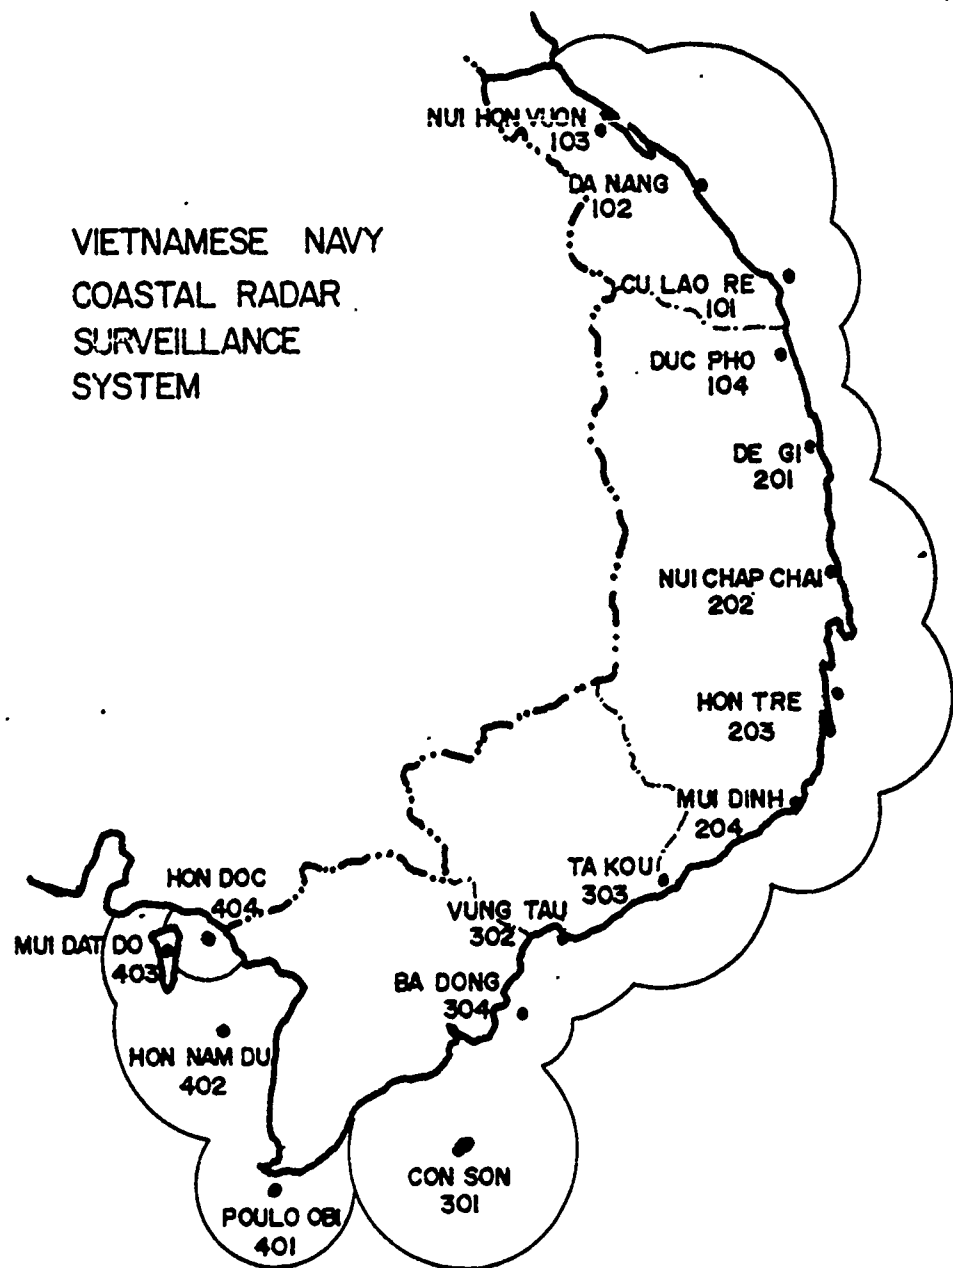 VIETNAMESE NAVY
COASTAL RADAR
SURVEILLANCE
SYSTEM
NUI HON VUON
103
DA NANG
102
CU LAO RE
101
DUC PHO
104
DE GI
201
NUI CHAP CHAI
202
HON TRE
203
MUI DINH
204
TA KOU
303
VUNG TAU
302
BA DONG
304
HON DOC
404
MUI DAT DO
403
HON NAM DU
402
CON SON
301
POULO OBI
401